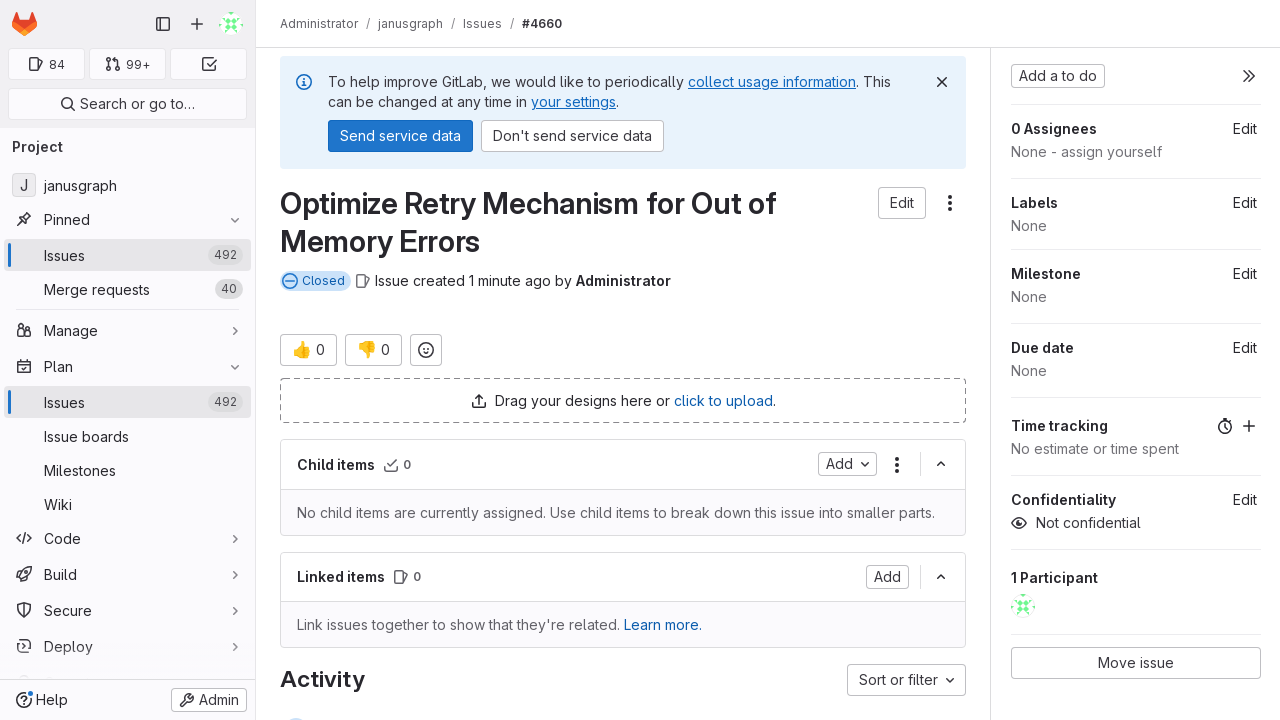 Administrator / janusgraph / Issues / #4660
84
99+
Search or go to…
Project
J janusgraph
Pinned
Issues 492
Merge requests 40
Manage
Plan
Issues 492
Issue boards
Milestones
Wiki
Code
Build
Secure
Deploy
Help
Admin
To help improve GitLab, we would like to periodically collect usage information. This
can be changed at any time in your settings.
Send service data
Don't send service data
Optimize Retry Mechanism for Out of
Memory Errors
Edit
Closed Issue created 1 minute ago by Administrator
👍 0
👎 0
Drag your designs here or click to upload.
Child items 0
Add
No child items are currently assigned. Use child items to break down this issue into smaller parts.
Linked items 0
Add
Link issues together to show that they're related. Learn more.
Activity
Sort or filter
Add a to do
0 Assignees Edit
None - assign yourself
Labels Edit
None
Milestone Edit
None
Due date Edit
None
Time tracking
No estimate or time spent
Confidentiality Edit
Not confidential
1 Participant
Move issue